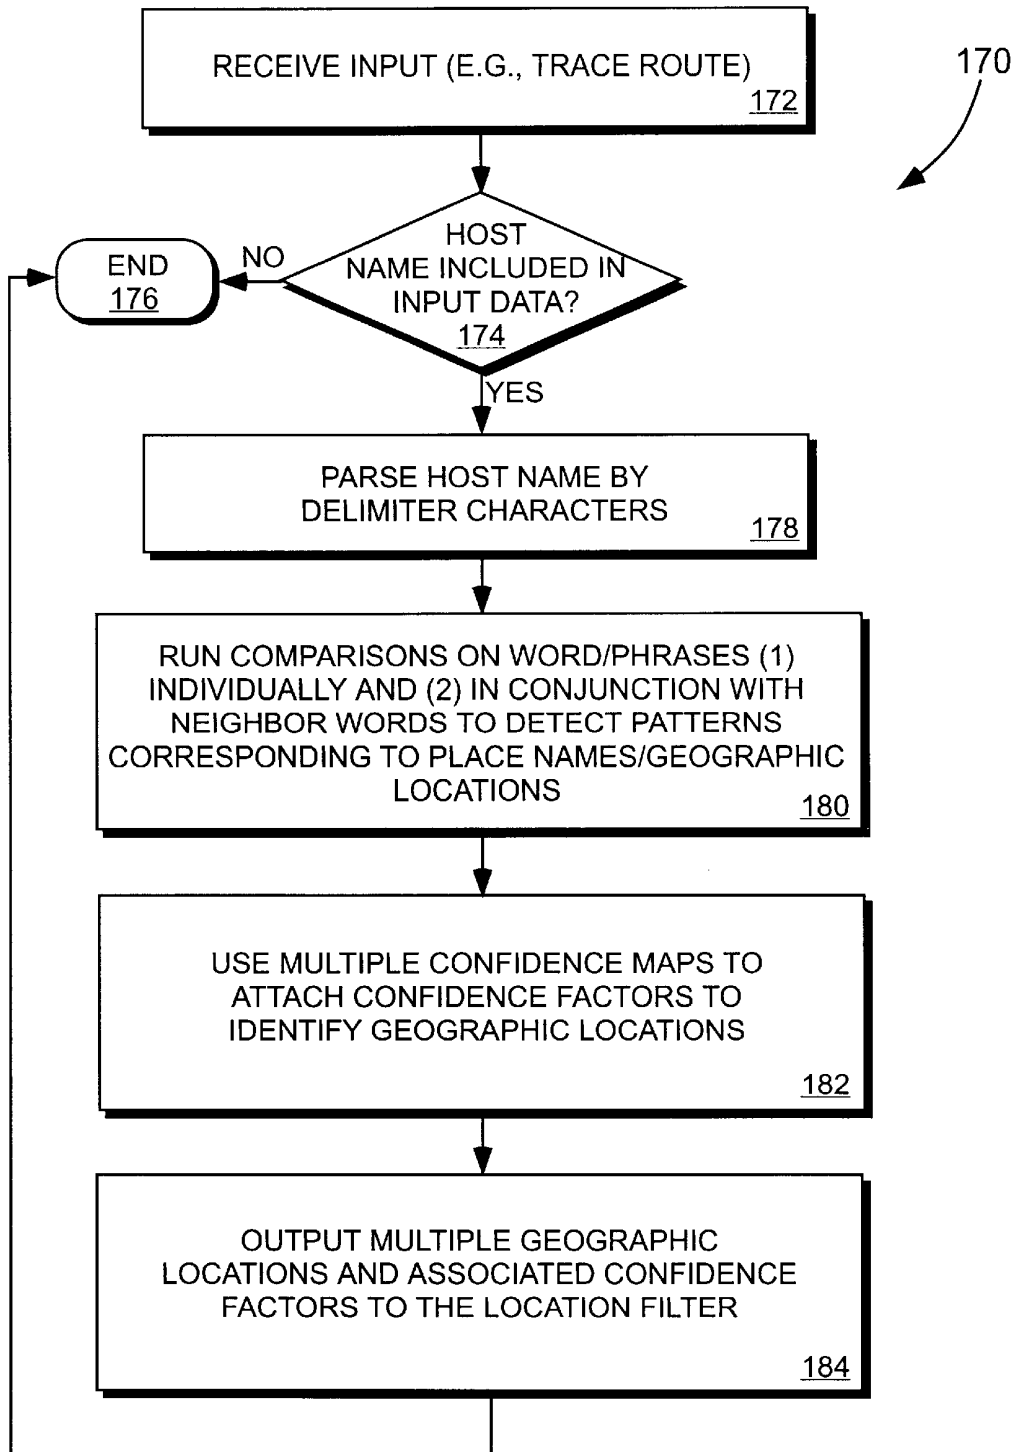 RECEIVE INPUT (E.G., TRACE ROUTE)
172
170
HOST
NAME INCLUDED IN
INPUT DATA?
174
NO
END
176
YES
PARSE HOST NAME BY
DELIMITER CHARACTERS
178
RUN COMPARISONS ON WORD/PHRASES (1)
INDIVIDUALLY AND (2) IN CONJUNCTION WITH
NEIGHBOR WORDS TO DETECT PATTERNS
CORRESPONDING TO PLACE NAMES/GEOGRAPHIC
LOCATIONS
180
USE MULTIPLE CONFIDENCE MAPS TO
ATTACH CONFIDENCE FACTORS TO
IDENTIFY GEOGRAPHIC LOCATIONS
182
OUTPUT MULTIPLE GEOGRAPHIC
LOCATIONS AND ASSOCIATED CONFIDENCE
FACTORS TO THE LOCATION FILTER
184